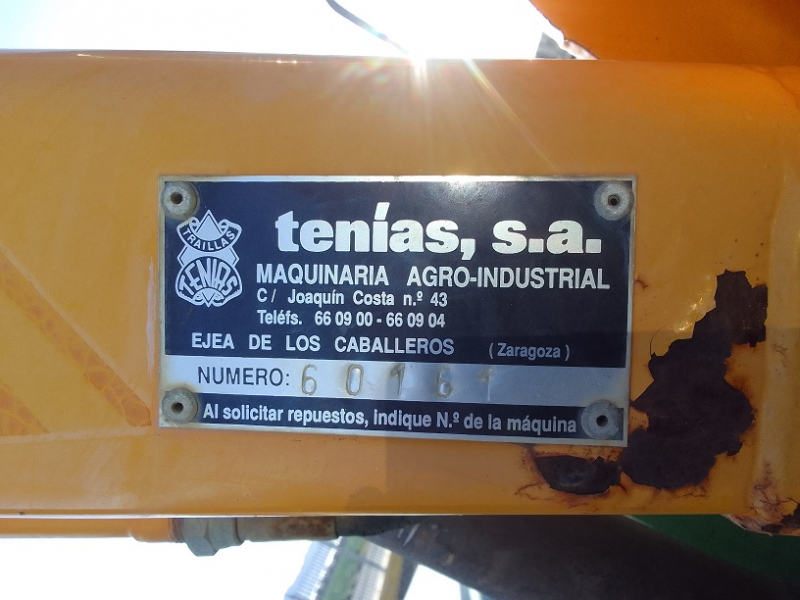 TRAILLAS
TENIAS
tenías, s.a.
MAQUINARIA AGRO-INDUSTRIAL
C/ Joaquín Costa n.º 43
Teléfs. 66 09 00 - 66 09 04
EJEA DE LOS CABALLEROS (Zaragoza)
NUMERO: 60161
Al solicitar repuestos, indique N.º de la máquina